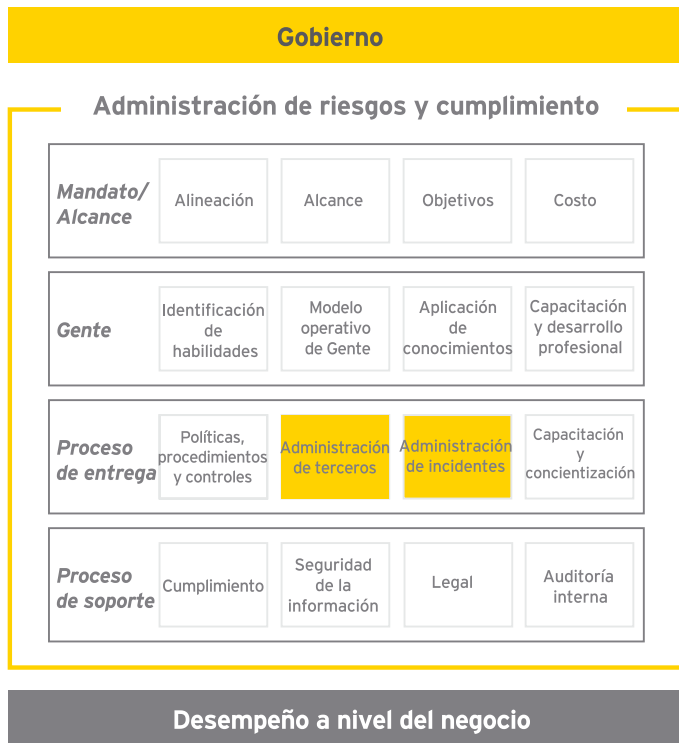 Gobierno
Administración de riesgos y cumplimiento
Mandato/
Alcance
Alineación
Alcance
Objetivos
Costo
Gente
Identificación
de
habilidades
Modelo
operativo
de Gente
Aplicación
de
conocimientos
Capacitación
y desarrollo
profesional
Proceso
de entrega
Políticas,
procedimientos
y controles
Administración
de terceros
Administración
de incidentes
Capacitación
y
concientización
Proceso
de soporte
Cumplimiento
Seguridad
de la
información
Legal
Auditoría
interna
Desempeño a nivel del negocio